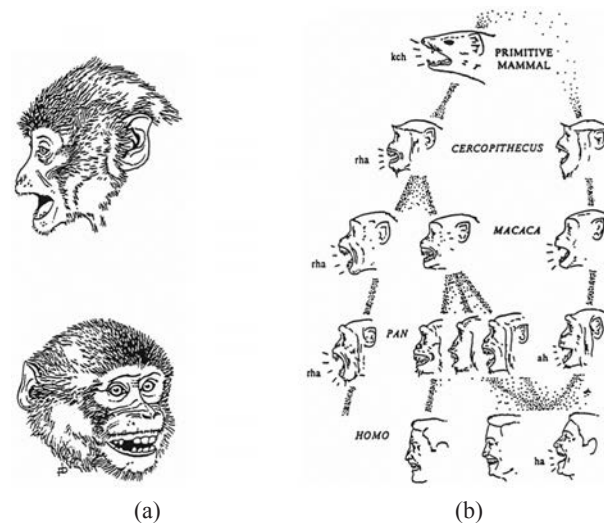 kch
PRIMITIVE
MAMMAL
rha
CERCOPITHECUS
rha
MACACA
rha
PAN
ah
HOMO
ha
(a)
(b)